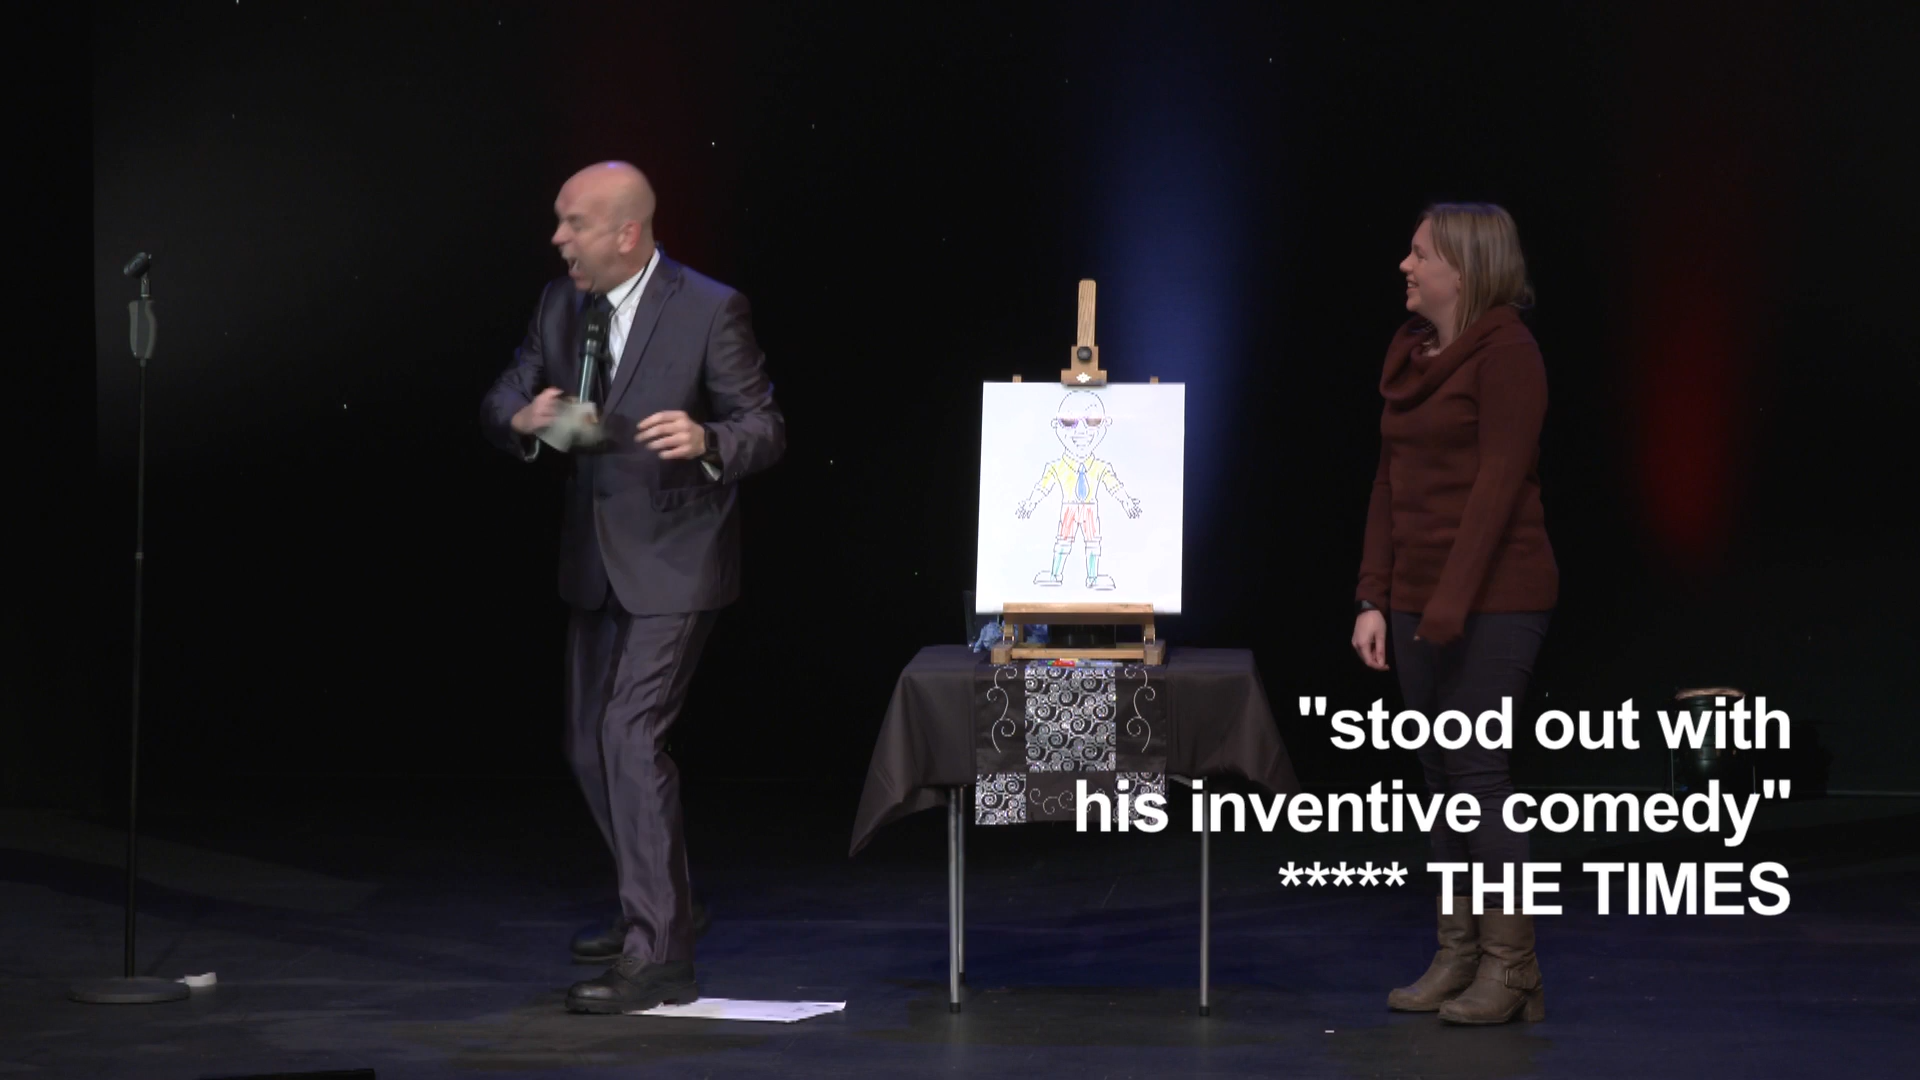 "stood out with
his inventive comedy"
***** THE TIMES